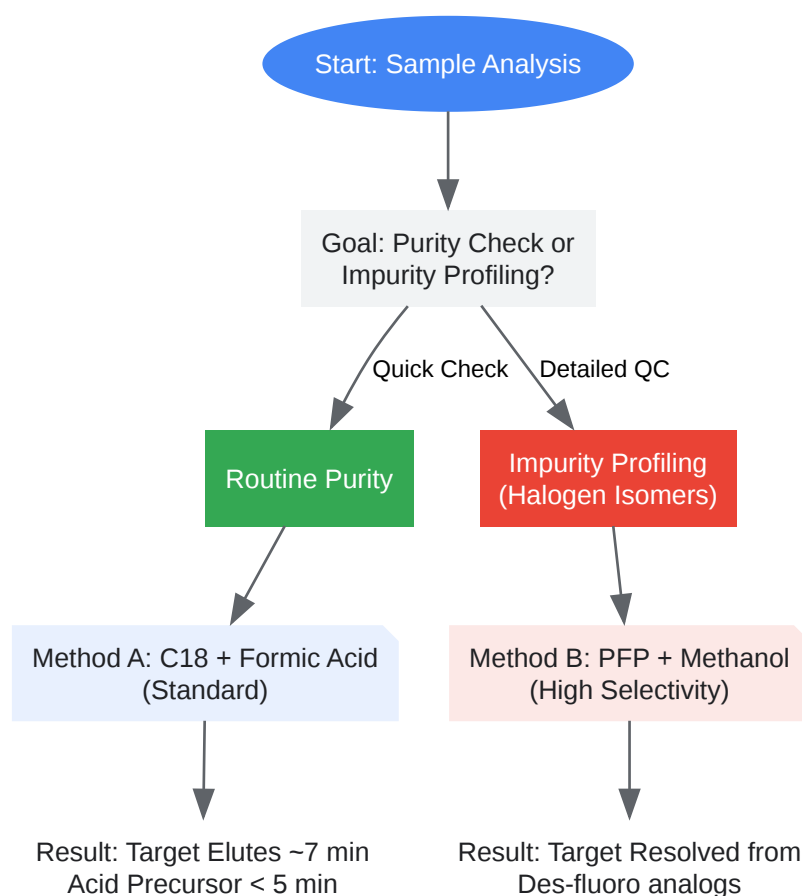 Start: Sample Analysis
Goal: Purity Check or
Impurity Profiling?
Quick Check
Detailed QC
Routine Purity
Impurity Profiling
(Halogen Isomers)
Method A: C18 + Formic Acid
(Standard)
Method B: PFP + Methanol
(High Selectivity)
Result: Target Elutes ~7 min
Acid Precursor < 5 min
Result: Target Resolved from
Des-fluoro analogs